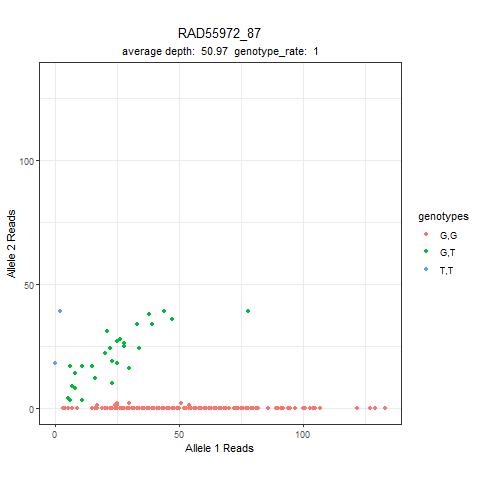 RAD55972_87
average depth: 50.97 genotype_rate: 1
Allele 2 Reads
100
50
0
0
50
100
Allele 1 Reads
genotypes
G,G
G,T
T,T